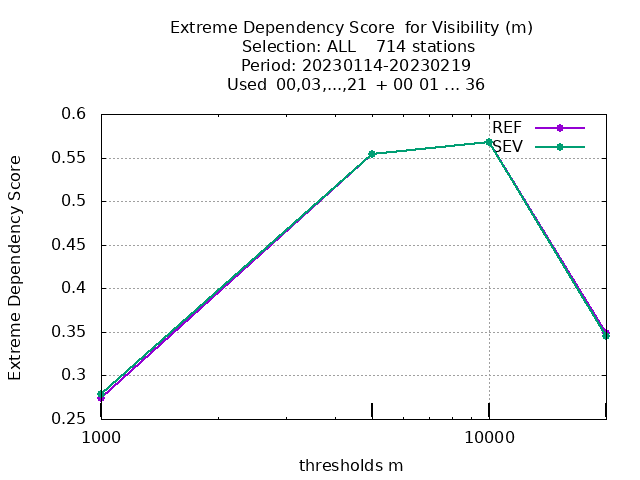 Extreme Dependency Score  for Visibility (m)
Selection: ALL    714 stations
Period: 20230114-20230219
Used  00,03,...,21  + 00 01 ... 36
REF
SEV
0.6
0.55
0.5
0.45
0.4
0.35
0.3
0.25
Extreme Dependency Score
1000
10000
thresholds m